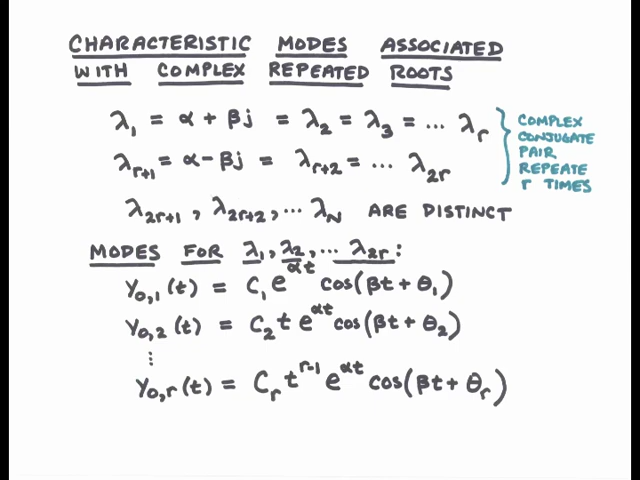 CHARACTERISTIC MODES ASSOCIATED
WITH COMPLEX REPEATED ROOTS
λ₁ = α + βj = λ₂ = λ₃ = ... λᵣ
λᵣ₊₁ = α - βj = λᵣ₊₂ = ... λ₂ᵣ
COMPLEX
CONJUGATE
PAIR
REPEATE
r TIMES
λ₂ᵣ₊₁, λ₂ᵣ₊₂, ... λ_N ARE DISTINCT
MODES FOR λ₁, λ₂, ... λ₂ᵣ:
y₀,₁(t) = C₁ e^{αt} cos(βt + θ₁)
y₀,₂(t) = C₂ t e^{αt} cos(βt + θ₂)
⋮
y₀,ᵣ(t) = Cᵣ t^{r-1} e^{αt} cos(βt + θᵣ)